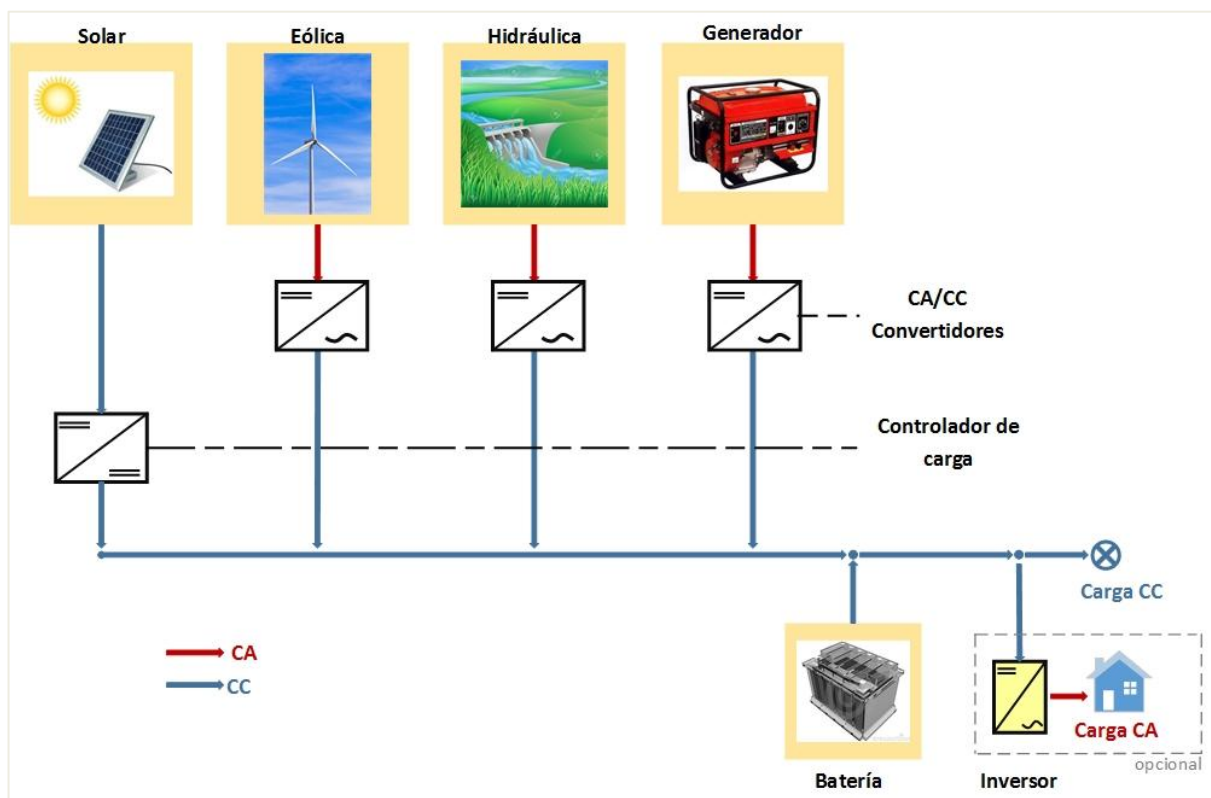 Solar
Eólica
Hidráulica
Generador
CA/CC
Convertidores
Controlador de
carga
Carga CC
CA
CC
Carga CA
opcional
Batería
Inversor